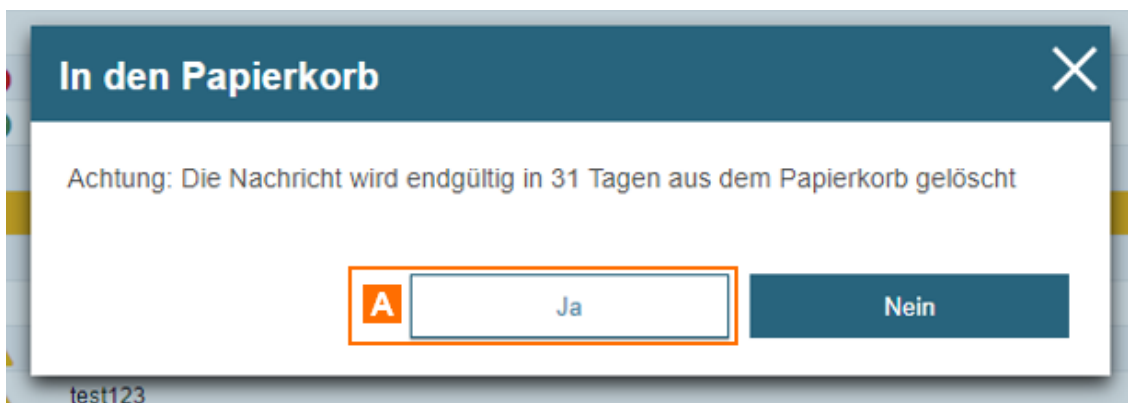 In den Papierkorb
Achtung: Die Nachricht wird endgültig in 31 Tagen aus dem Papierkorb gelöscht
A Ja Nein
test123